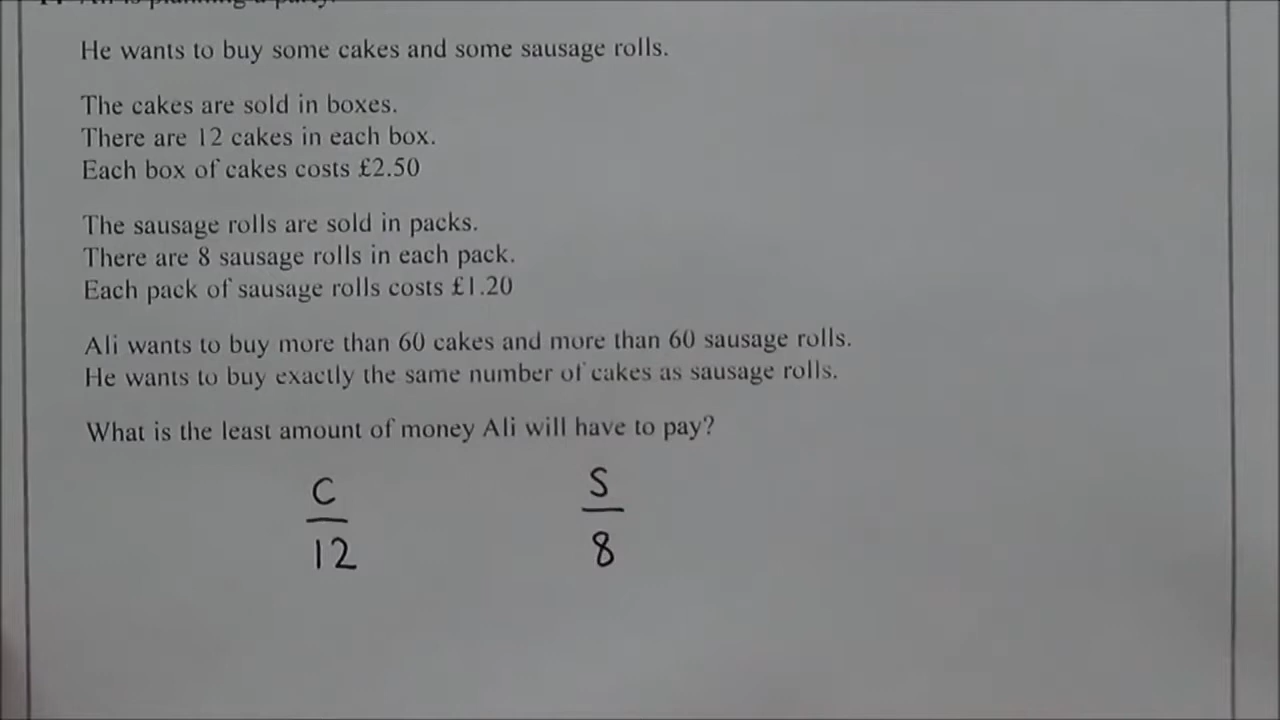 He wants to buy some cakes and some sausage rolls.
The cakes are sold in boxes.
There are 12 cakes in each box.
Each box of cakes costs £2.50
The sausage rolls are sold in packs.
There are 8 sausage rolls in each pack.
Each pack of sausage rolls costs £1.20
Ali wants to buy more than 60 cakes and more than 60 sausage rolls.
He wants to buy exactly the same number of cakes as sausage rolls.
What is the least amount of money Ali will have to pay?
C S
12 8